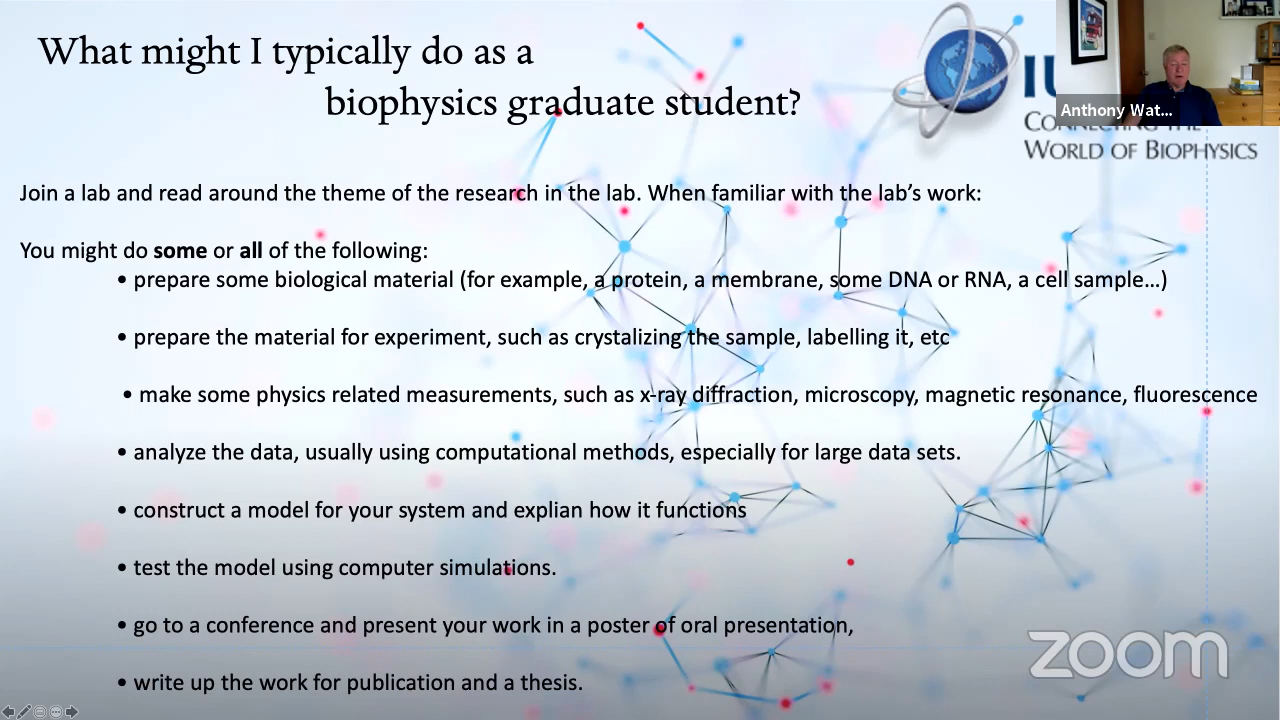 What might I typically do as a
biophysics graduate student?
IU
Anthony Wat...
CONNECTING THE
WORLD OF BIOPHYSICS
Join a lab and read around the theme of the research in the lab. When familiar with the lab’s work:
You might do some or all of the following:
• prepare some biological material (for example, a protein, a membrane, some DNA or RNA, a cell sample…)
• prepare the material for experiment, such as crystalizing the sample, labelling it, etc
• make some physics related measurements, such as x-ray diffraction, microscopy, magnetic resonance, fluorescence
• analyze the data, usually using computational methods, especially for large data sets.
• construct a model for your system and explian how it functions
• test the model using computer simulations.
• go to a conference and present your work in a poster of oral presentation,
• write up the work for publication and a thesis.
zoom